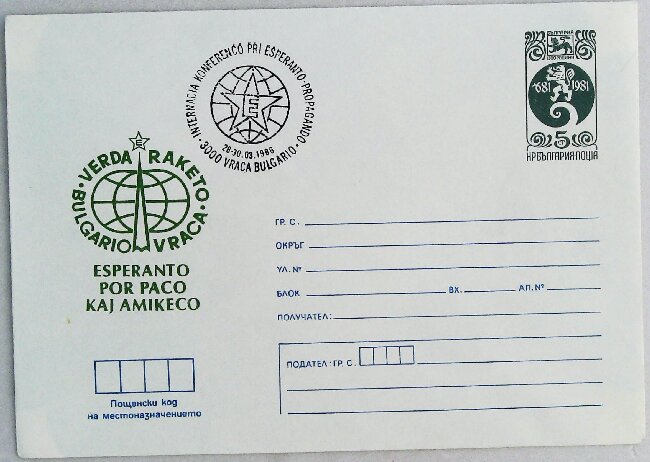 · INTERNACIA KONFERENCO PRI ESPERANTO-PROPAGANDO ·
E
28-30.03.1986
3000 VRACA BULGARIO
БЪЛГАРИЯ
681 1981
5
НР БЪЛГАРИЯ ПОЩА
E
· VERDA RAKETO ·
BULGARIO VRACA
ESPERANTO
POR PACO
KAJ AMIKECO
ГР. С.
ОКРЪГ
УЛ. №
БЛОК ВХ. АП. №
ПОЛУЧАТЕЛ:
ПОДАТЕЛ: ГР. С.
Пощенски код
на местоназначението